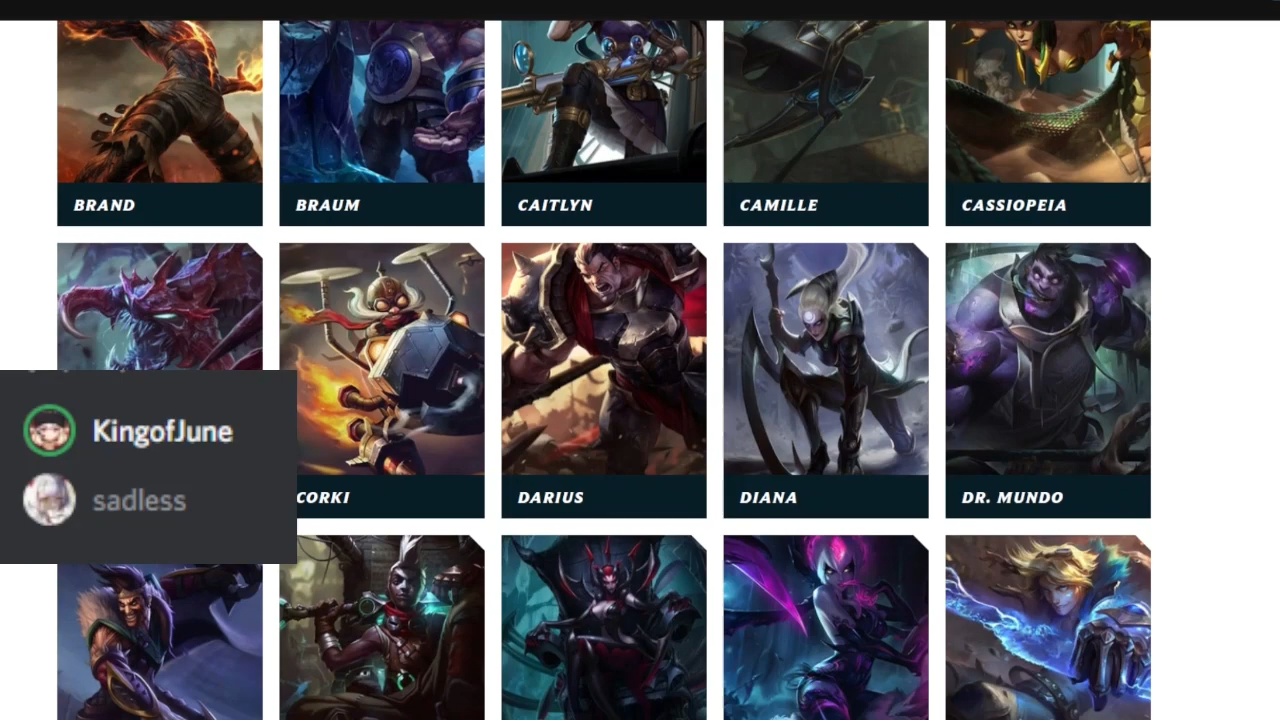 BRAND
BRAUM
CAITLYN
CAMILLE
CASSIOPEIA
KingofJune
sadless
CORKI
DARIUS
DIANA
DR. MUNDO